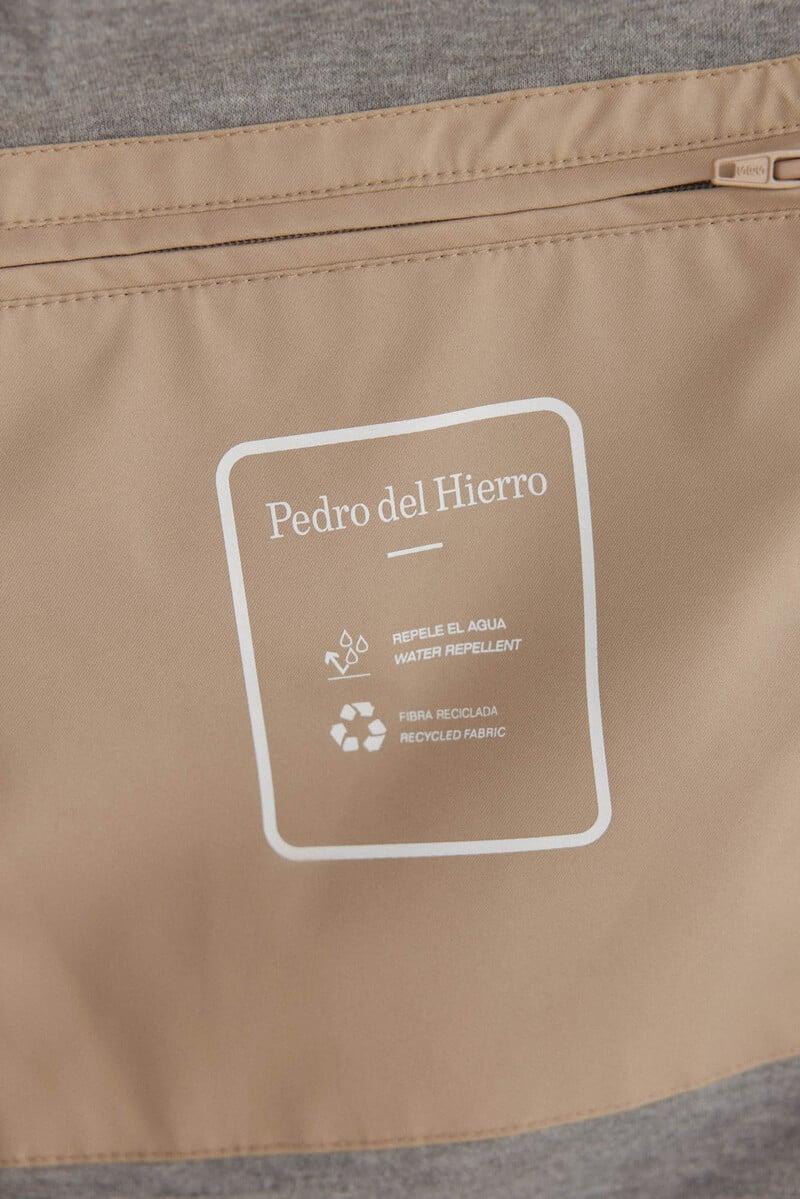 Pedro del Hierro
REPELE EL AGUA
WATER REPELLENT
FIBRA RECICLADA
RECYCLED FABRIC